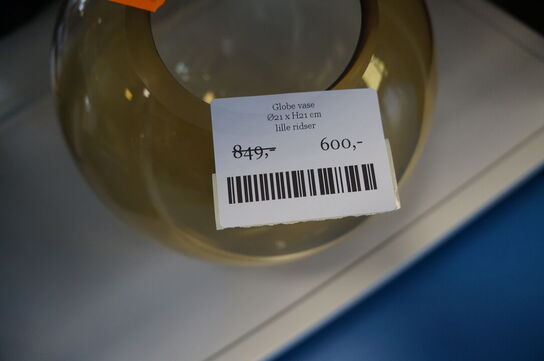 Globe vase
Ø21 x H21 cm
lille ridser
849,- 600,-